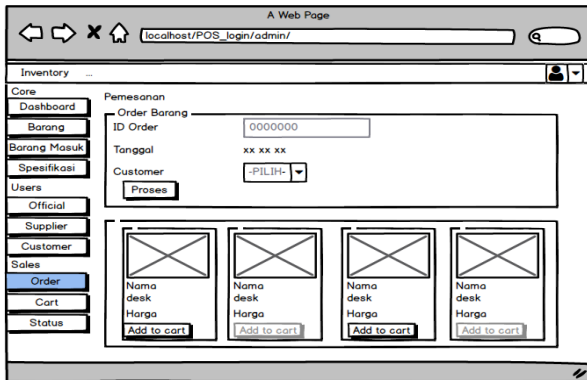 A Web Page
localhost/POS_login/admin/
Inventory ...
Core
Dashboard
Barang
Barang Masuk
Spesifikasi
Users
Official
Supplier
Customer
Sales
Order
Cart
Status
Pemesanan
Order Barang
ID Order 0000000
Tanggal xx xx xx
Customer -PILIH-
Proses
Nama
desk
Harga
Add to cart
Nama
desk
Harga
Add to cart
Nama
desk
Harga
Add to cart
Nama
desk
Harga
Add to cart